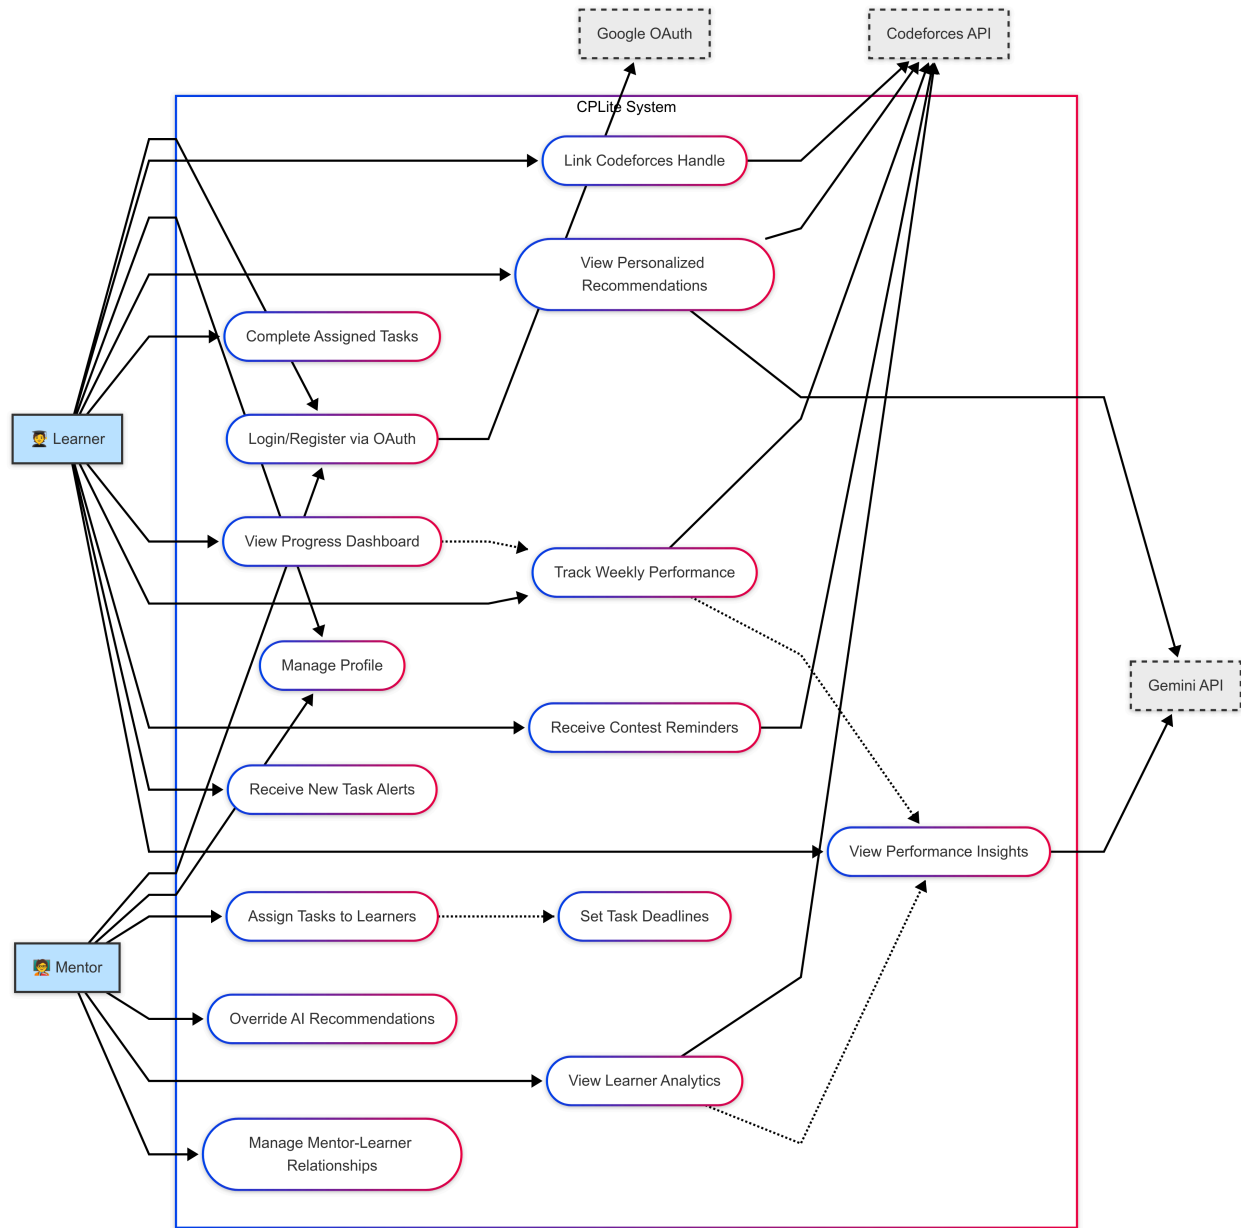 Google OAuth
Codeforces API
CPLite System
Link Codeforces Handle
View Personalized
Recommendations
Complete Assigned Tasks
Learner
Login/Register via OAuth
View Progress Dashboard
Track Weekly Performance
Manage Profile
Gemini API
Receive Contest Reminders
Receive New Task Alerts
View Performance Insights
Assign Tasks to Learners
Set Task Deadlines
Mentor
Override AI Recommendations
View Learner Analytics
Manage Mentor-Learner
Relationships